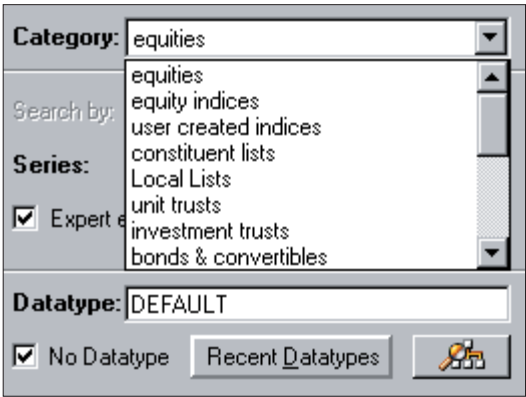 Category: equities
equities
equity indices
Search by:
user created indices
constituent lists
Series:
Local Lists
unit trusts
Expert e
investment trusts
bonds & convertibles
Datatype: DEFAULT
No Datatype Recent Datatypes